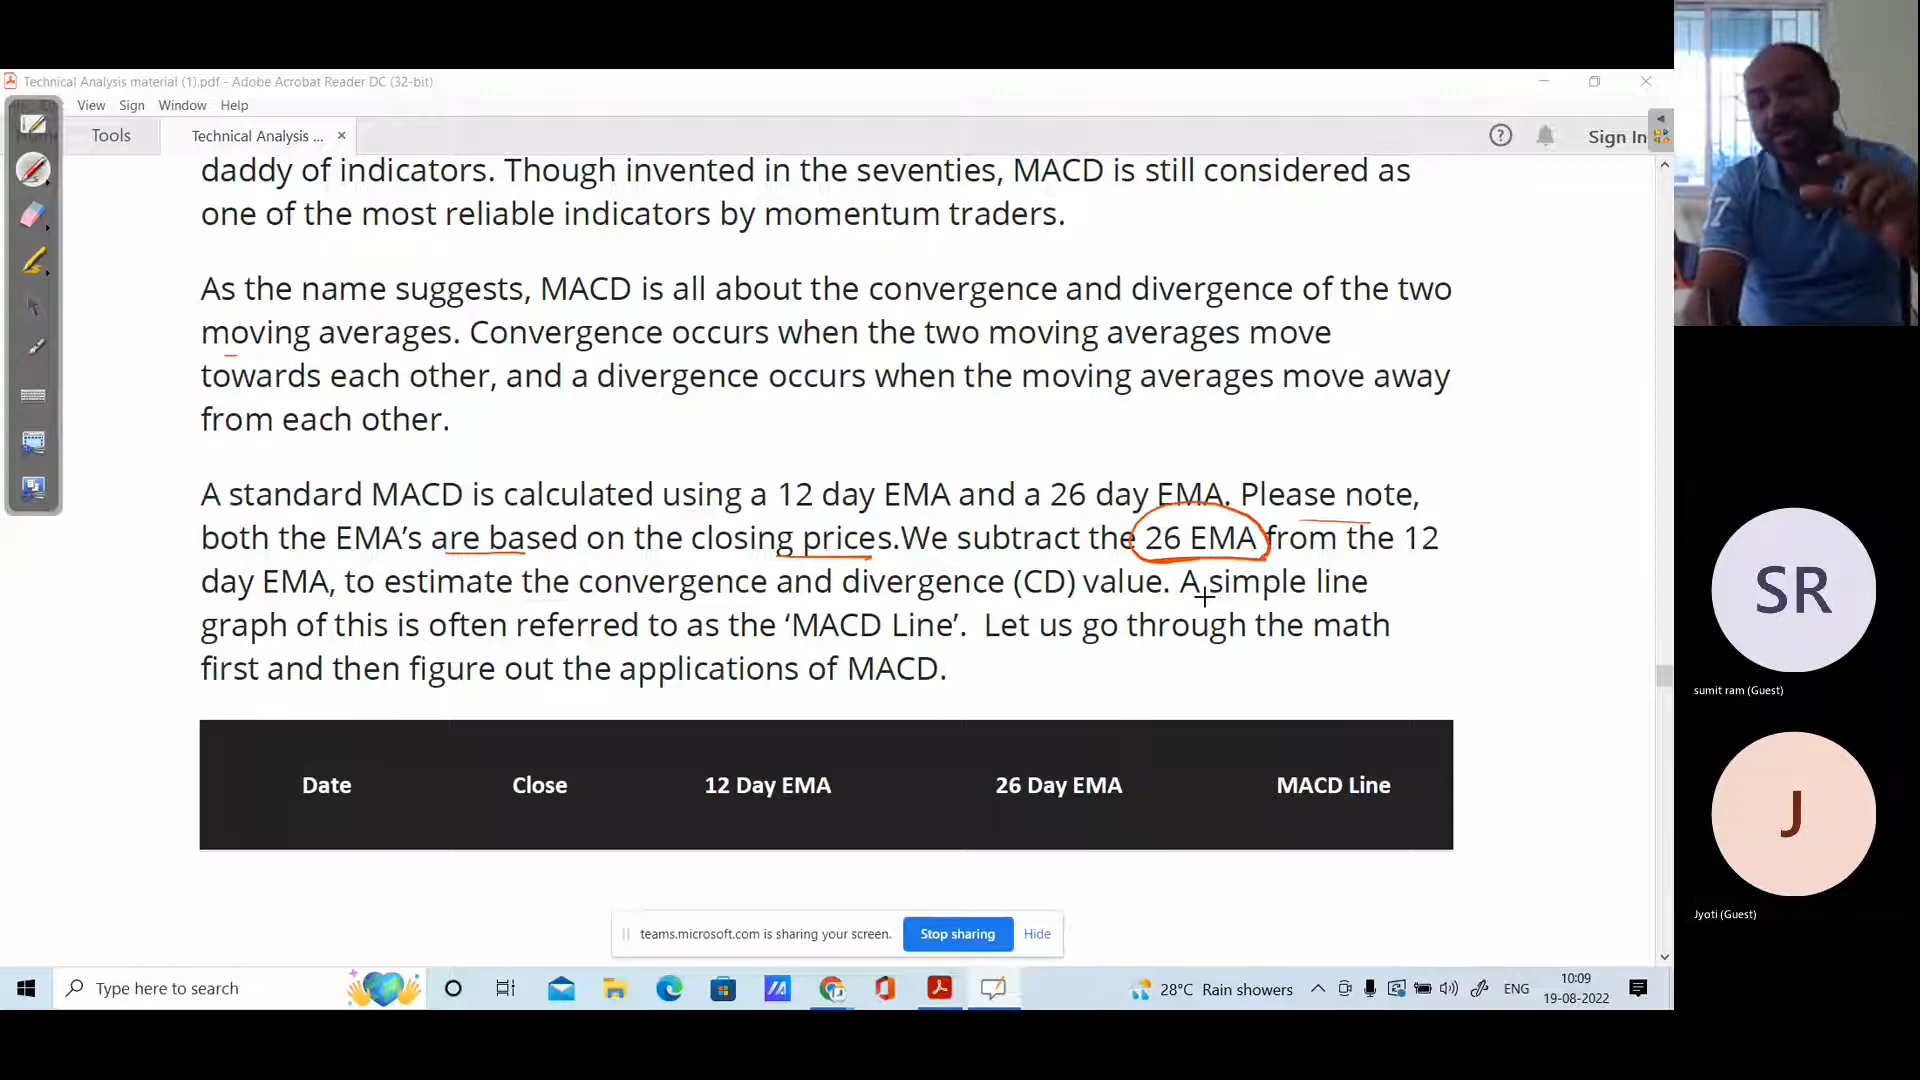 Technical Analysis material (1).pdf - Adobe Acrobat Reader DC (32-bit)
View Sign Window Help
Tools
Technical Analysis ... ×
Sign In
daddy of indicators. Though invented in the seventies, MACD is still considered as
one of the most reliable indicators by momentum traders.
As the name suggests, MACD is all about the convergence and divergence of the two
moving averages. Convergence occurs when the two moving averages move
towards each other, and a divergence occurs when the moving averages move away
from each other.
A standard MACD is calculated using a 12 day EMA and a 26 day EMA. Please note,
both the EMA’s are based on the closing prices.We subtract the 26 EMA from the 12
day EMA, to estimate the convergence and divergence (CD) value. A simple line
graph of this is often referred to as the ‘MACD Line’. Let us go through the math
first and then figure out the applications of MACD.
Date Close 12 Day EMA 26 Day EMA MACD Line
teams.microsoft.com is sharing your screen. Stop sharing Hide
Type here to search
28°C Rain showers
ENG
10:09
19-08-2022
7
SR
sumit ram (Guest)
J
Jyoti (Guest)